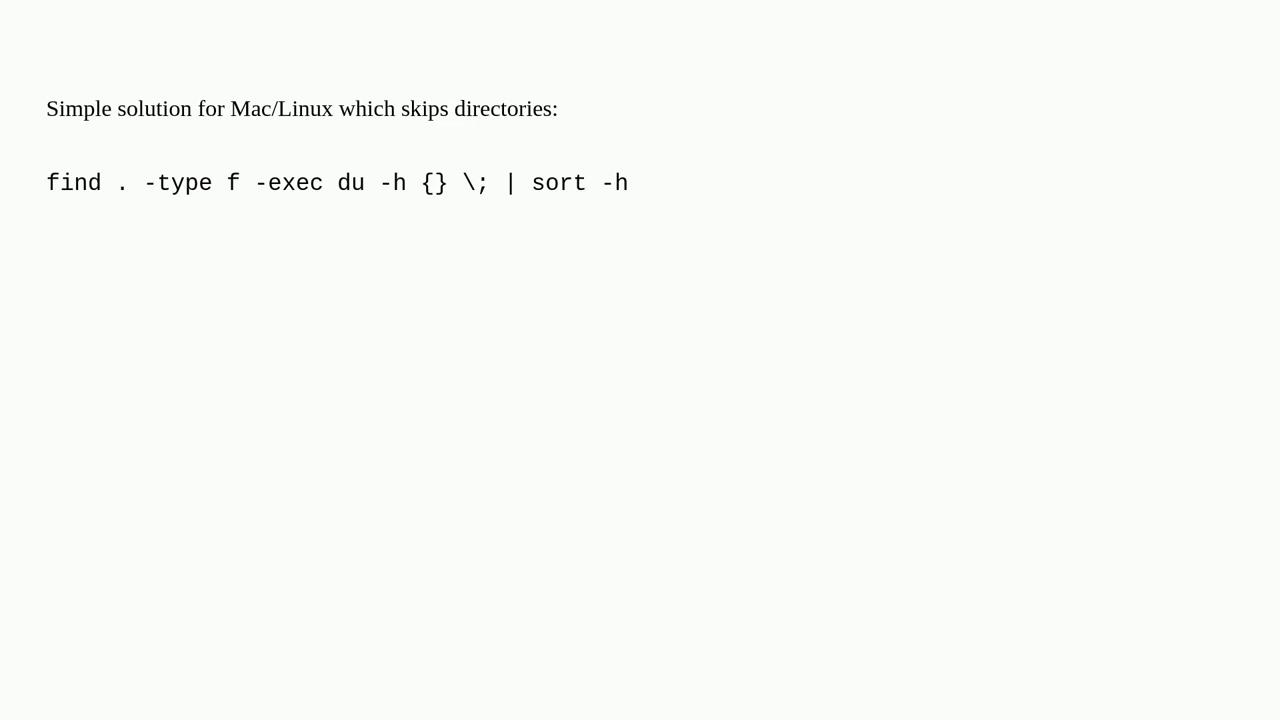 Simple solution for Mac/Linux which skips directories:
find . -type f -exec du -h {} \; | sort -h